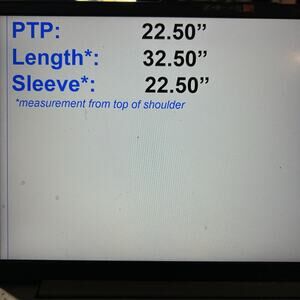 PTP: 22.50”
Length*: 32.50”
Sleeve*: 22.50”
*measurement from top of shoulder